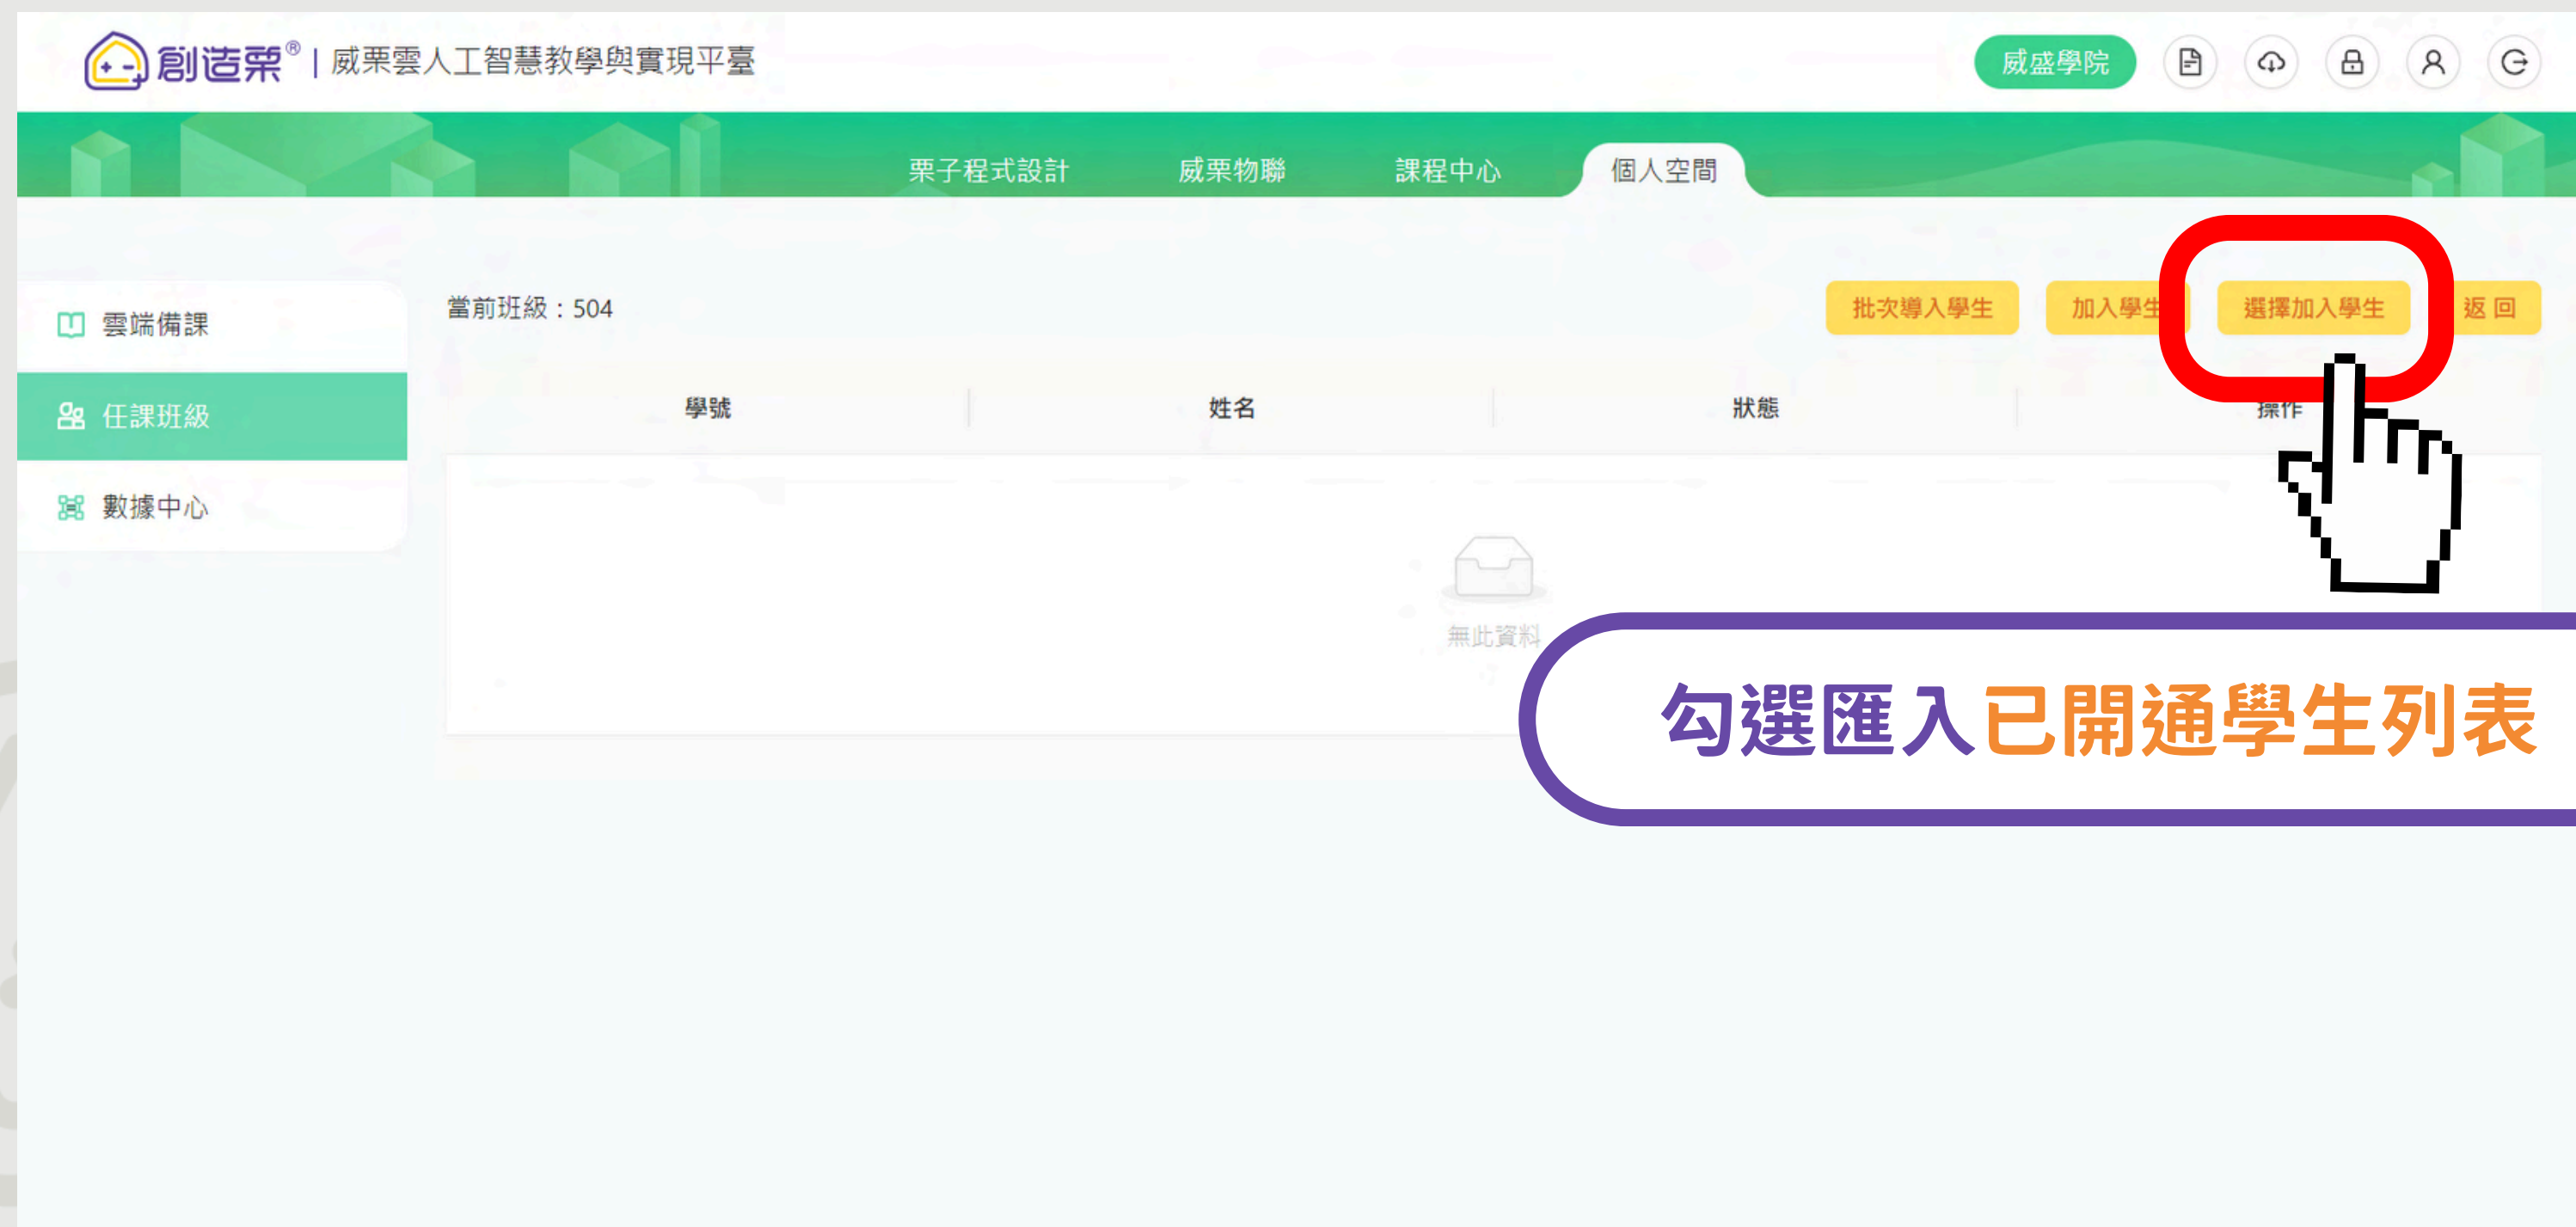 創造栗® | 威栗雲人工智慧教學與實現平臺
威盛學院
栗子程式設計 威栗物聯 課程中心 個人空間
雲端備課
任課班級
數據中心
當前班級：504
批次導入學生 加入學生 選擇加入學生 返回
學號 姓名 狀態 操作
無此資料
勾選匯入已開通學生列表